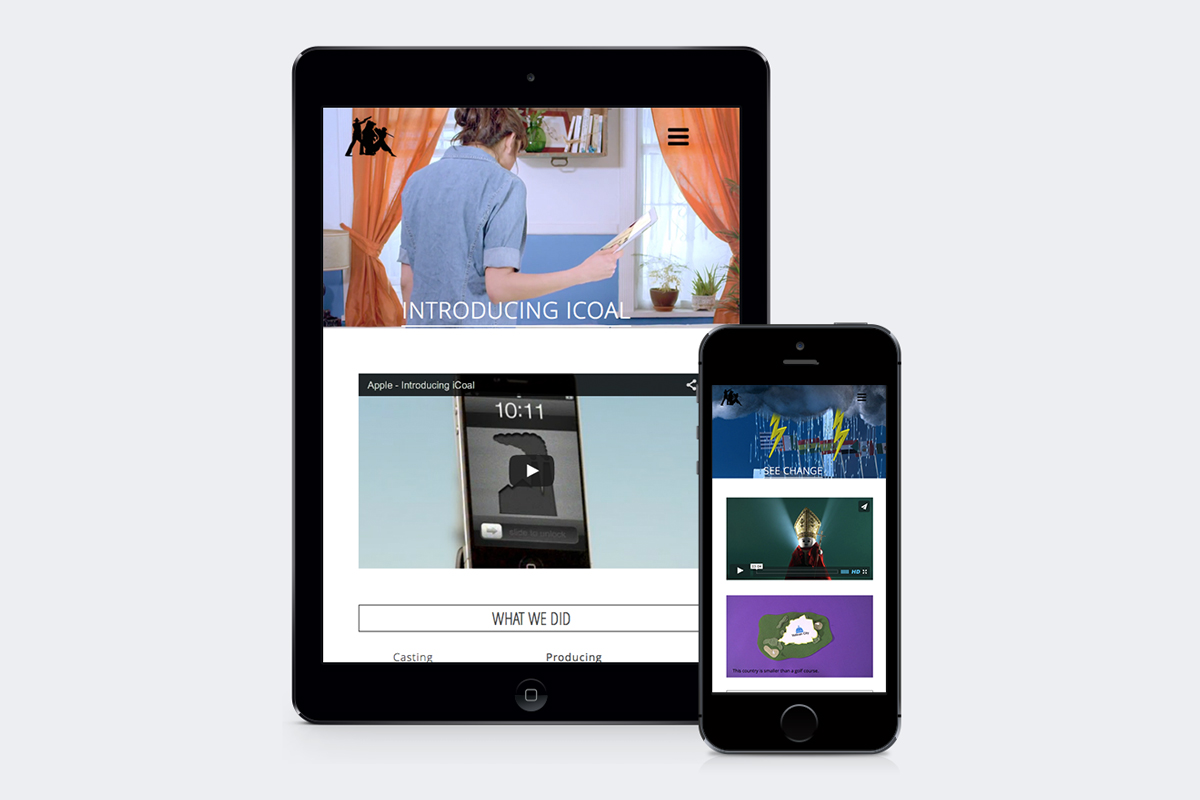 INTRODUCING ICOAL
Apple - Introducing iCoal
10:11
slide to unlock
WHAT WE DID
Casting
Producing
SEE CHANGE
HD
This country is smaller than a golf course.